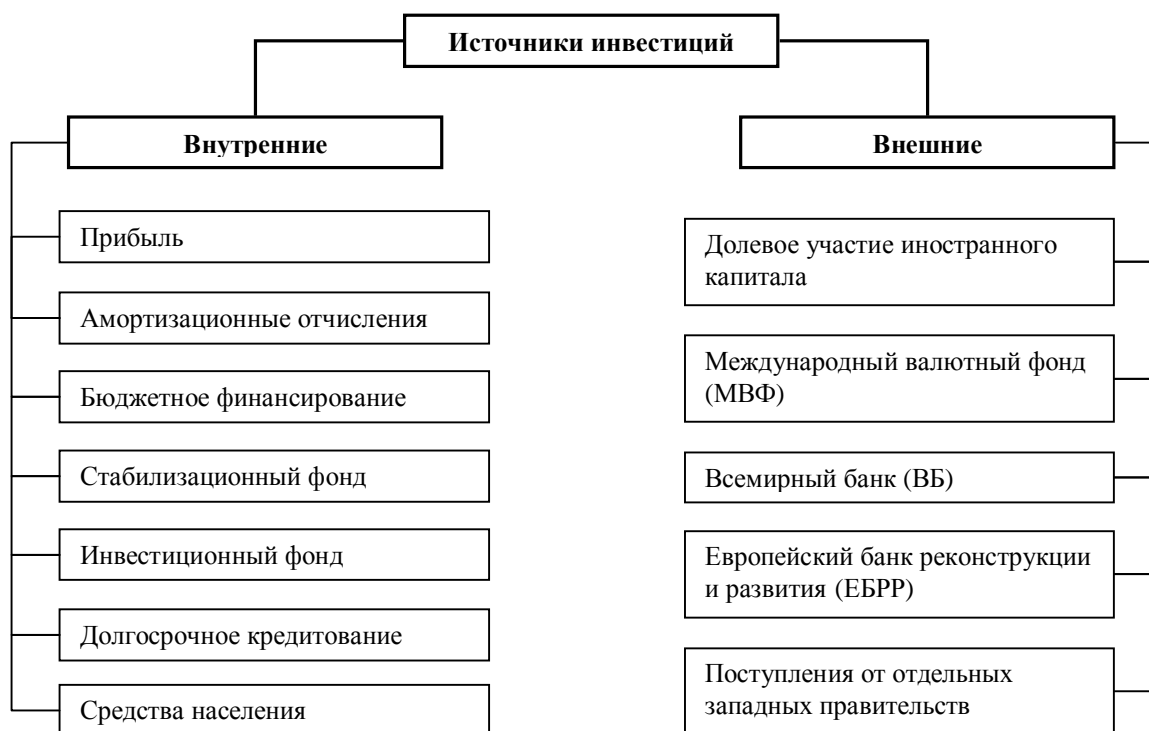 Источники инвестиций
Внутренние
Прибыль
Амортизационные отчисления
Бюджетное финансирование
Стабилизационный фонд
Инвестиционный фонд
Долгосрочное кредитование
Средства населения
Внешние
Долевое участие иностранного
капитала
Международный валютный фонд
(МВФ)
Всемирный банк (ВБ)
Европейский банк реконструкции
и развития (ЕБРР)
Поступления от отдельных
западных правительств